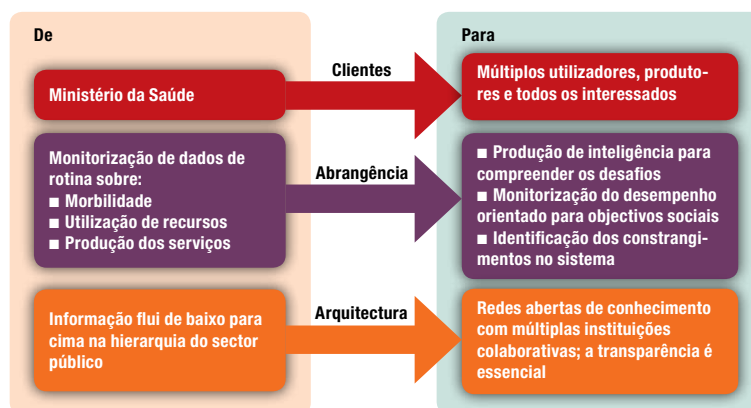 De
Ministério da Saúde
Monitorização de dados de
rotina sobre:
■ Morbilidade
■ Utilização de recursos
■ Produção dos serviços
Informação flui de baixo para
cima na hierarquia do sector
público
Clientes
Abrangência
Arquitectura
Para
Múltiplos utilizadores, produto-
res e todos os interessados
■ Produção de inteligência para
compreender os desafios
■ Monitorização do desempenho
orientado para objectivos sociais
■ Identificação dos constrangi-
mentos no sistema
Redes abertas de conhecimento
com múltiplas instituições
colaborativas; a transparência é
essencial